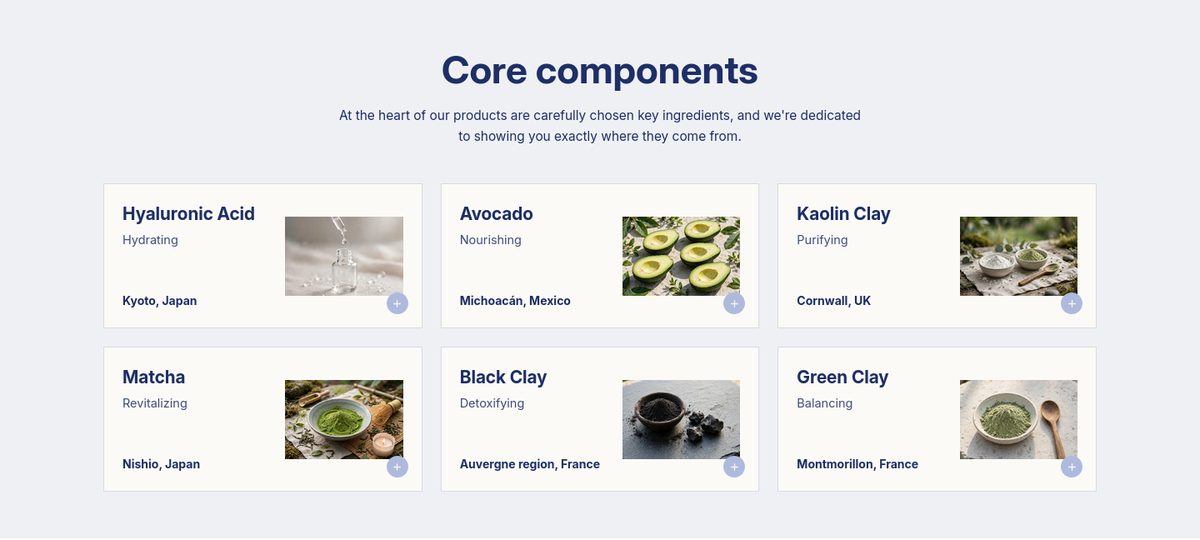 Core components
At the heart of our products are carefully chosen key ingredients, and we're dedicated
to showing you exactly where they come from.
Hyaluronic Acid
Hydrating
Kyoto, Japan
+
Avocado
Nourishing
Michoacán, Mexico
+
Kaolin Clay
Purifying
Cornwall, UK
+
Matcha
Revitalizing
Nishio, Japan
+
Black Clay
Detoxifying
Auvergne region, France
+
Green Clay
Balancing
Montmorillon, France
+